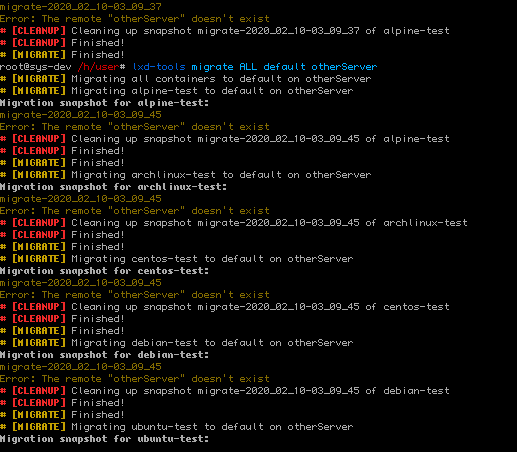 migrate-2020_02_10-03_09_37
Error: The remote "otherServer" doesn't exist
# [CLEANUP] Cleaning up snapshot migrate-2020_02_10-03_09_37 of alpine-test
# [CLEANUP] Finished!
# [MIGRATE] Finished!
root@sys-dev /h/user# lxd-tools migrate ALL default otherServer
# [MIGRATE] Migrating all containers to default on otherServer
# [MIGRATE] Migrating alpine-test to default on otherServer
Migration snapshot for alpine-test:
migrate-2020_02_10-03_09_45
Error: The remote "otherServer" doesn't exist
# [CLEANUP] Cleaning up snapshot migrate-2020_02_10-03_09_45 of alpine-test
# [CLEANUP] Finished!
# [MIGRATE] Finished!
# [MIGRATE] Migrating archlinux-test to default on otherServer
Migration snapshot for archlinux-test:
migrate-2020_02_10-03_09_45
Error: The remote "otherServer" doesn't exist
# [CLEANUP] Cleaning up snapshot migrate-2020_02_10-03_09_45 of archlinux-test
# [CLEANUP] Finished!
# [MIGRATE] Finished!
# [MIGRATE] Migrating centos-test to default on otherServer
Migration snapshot for centos-test:
migrate-2020_02_10-03_09_45
Error: The remote "otherServer" doesn't exist
# [CLEANUP] Cleaning up snapshot migrate-2020_02_10-03_09_45 of centos-test
# [CLEANUP] Finished!
# [MIGRATE] Finished!
# [MIGRATE] Migrating debian-test to default on otherServer
Migration snapshot for debian-test:
migrate-2020_02_10-03_09_45
Error: The remote "otherServer" doesn't exist
# [CLEANUP] Cleaning up snapshot migrate-2020_02_10-03_09_45 of debian-test
# [CLEANUP] Finished!
# [MIGRATE] Finished!
# [MIGRATE] Migrating ubuntu-test to default on otherServer
Migration snapshot for ubuntu-test: